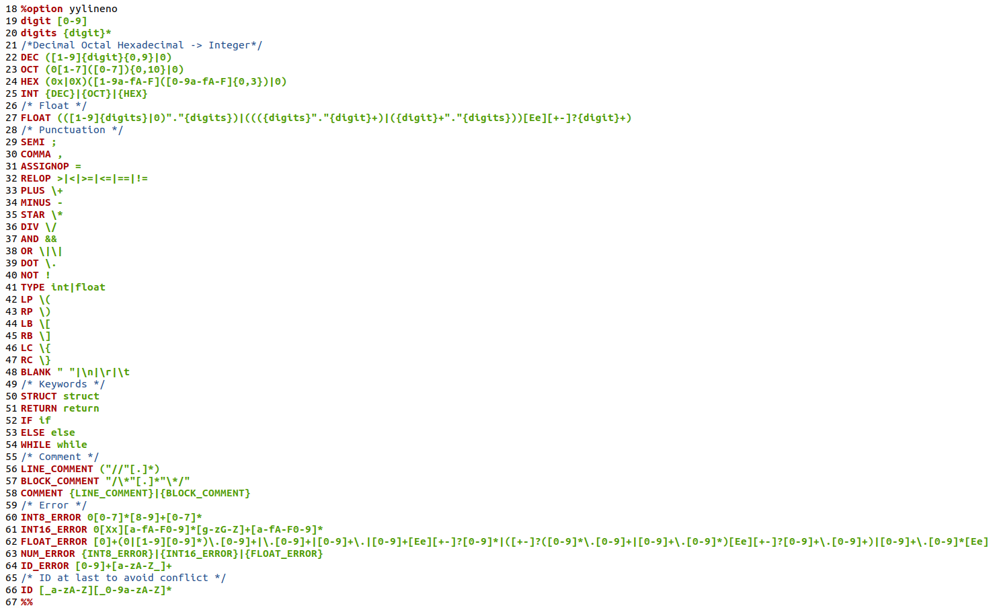 18 %option yylineno
19 digit [0-9]
20 digits {digit}*
21 /*Decimal Octal Hexadecimal -> Integer*/
22 DEC ([1-9]{digit}{0,9}|0)
23 OCT (0[1-7]([0-7]){0,10}|0)
24 HEX (0x|0X)([1-9a-fA-F]([0-9a-fA-F]{0,3})|0)
25 INT {DEC}|{OCT}|{HEX}
26 /* Float */
27 FLOAT (([1-9]{digits}|0)"."{digits})|((({digits}"."{digit}+)|({digit}+"."{digits}))[Ee][+-]?{digit}+)
28 /* Punctuation */
29 SEMI ;
30 COMMA ,
31 ASSIGNOP =
32 RELOP >|<|>=|<=|==|!=
33 PLUS \+
34 MINUS -
35 STAR \*
36 DIV \/
37 AND &&
38 OR \|\|
39 DOT \.
40 NOT !
41 TYPE int|float
42 LP \(
43 RP \)
44 LB \[
45 RB \]
46 LC \{
47 RC \}
48 BLANK " "|\n|\r|\t
49 /* Keywords */
50 STRUCT struct
51 RETURN return
52 IF if
53 ELSE else
54 WHILE while
55 /* Comment */
56 LINE_COMMENT ("//"[.]*)
57 BLOCK_COMMENT "/\*"[.]*"\*/"
58 COMMENT {LINE_COMMENT}|{BLOCK_COMMENT}
59 /* Error */
60 INT8_ERROR 0[0-7]*[8-9]+[0-7]*
61 INT16_ERROR 0[Xx][a-fA-F0-9]*[g-zG-Z]+[a-fA-F0-9]*
62 FLOAT_ERROR [0]+(0|[1-9][0-9]*)\.[0-9]+|\.[0-9]+|[0-9]+\.|[0-9]+[Ee][+-]?[0-9]*|([+-]?([0-9]*\.[0-9]+|[0-9]+\.[0-9]*)[Ee][+-]?[0-9]+\.[0-9]+)|[0-9]+\.[0-9]*[Ee]
63 NUM_ERROR {INT8_ERROR}|{INT16_ERROR}|{FLOAT_ERROR}
64 ID_ERROR [0-9]+[a-zA-Z_]+
65 /* ID at last to avoid conflict */
66 ID [_a-zA-Z][_0-9a-zA-Z]*
67 %%